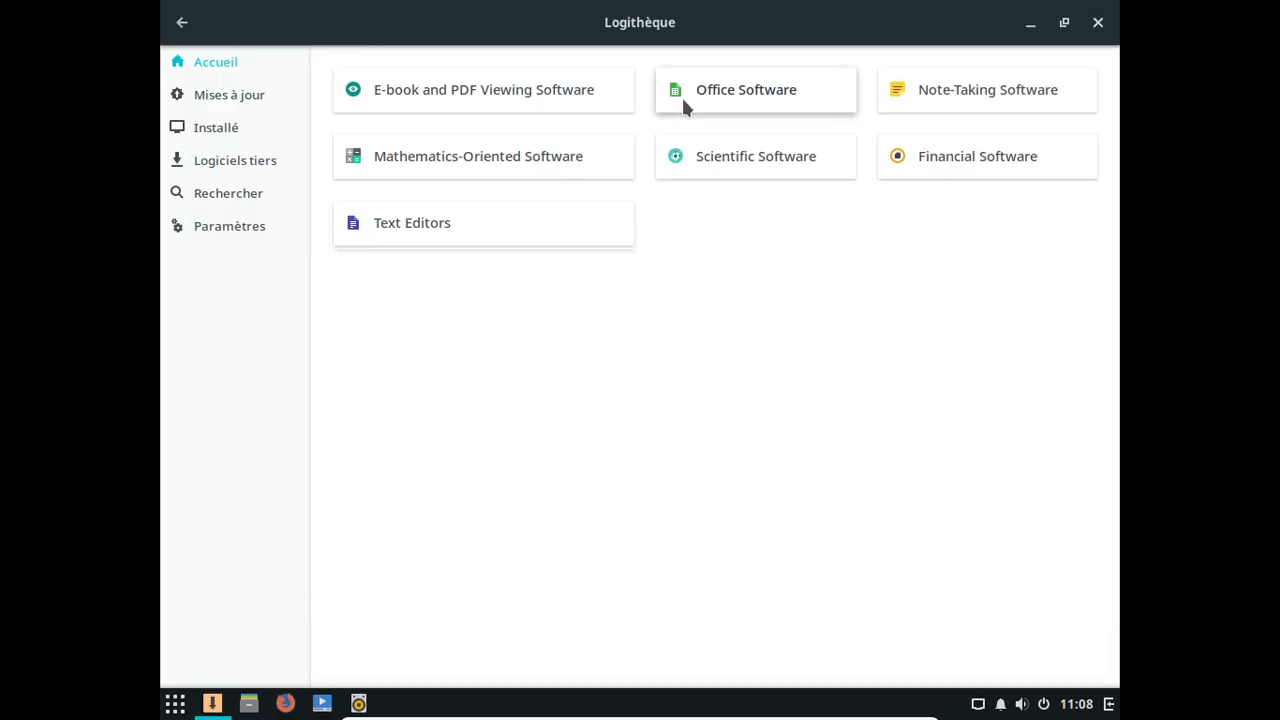 Logithèque
Accueil
Mises à jour
Installé
Logiciels tiers
Rechercher
Paramètres
E-book and PDF Viewing Software
Office Software
Note-Taking Software
Mathematics-Oriented Software
Scientific Software
Financial Software
Text Editors
11:08